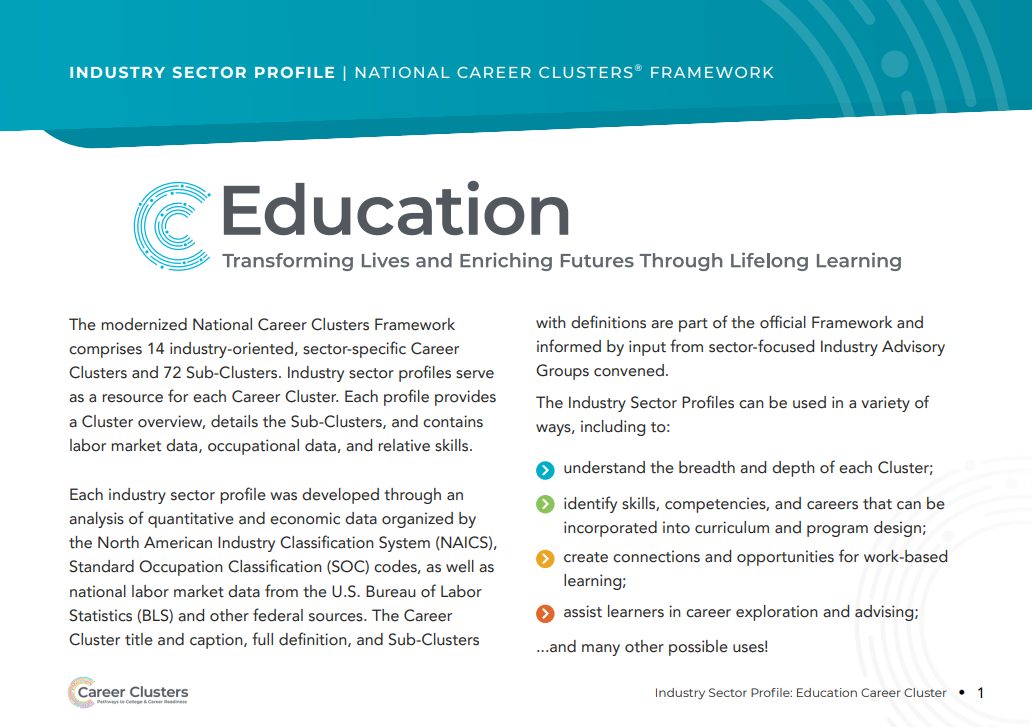 INDUSTRY SECTOR PROFILE | NATIONAL CAREER CLUSTERS® FRAMEWORK
Education
Transforming Lives and Enriching Futures Through Lifelong Learning
The modernized National Career Clusters Framework
comprises 14 industry-oriented, sector-specific Career
Clusters and 72 Sub-Clusters. Industry sector profiles serve
as a resource for each Career Cluster. Each profile provides
a Cluster overview, details the Sub-Clusters, and contains
labor market data, occupational data, and relative skills.
Each industry sector profile was developed through an
analysis of quantitative and economic data organized by
the North American Industry Classification System (NAICS),
Standard Occupation Classification (SOC) codes, as well as
national labor market data from the U.S. Bureau of Labor
Statistics (BLS) and other federal sources. The Career
Cluster title and caption, full definition, and Sub-Clusters
with definitions are part of the official Framework and
informed by input from sector-focused Industry Advisory
Groups convened.
The Industry Sector Profiles can be used in a variety of
ways, including to:
understand the breadth and depth of each Cluster;
identify skills, competencies, and careers that can be
incorporated into curriculum and program design;
create connections and opportunities for work-based
learning;
assist learners in career exploration and advising;
...and many other possible uses!
Career Clusters
Pathways to College & Career Readiness
Industry Sector Profile: Education Career Cluster • 1